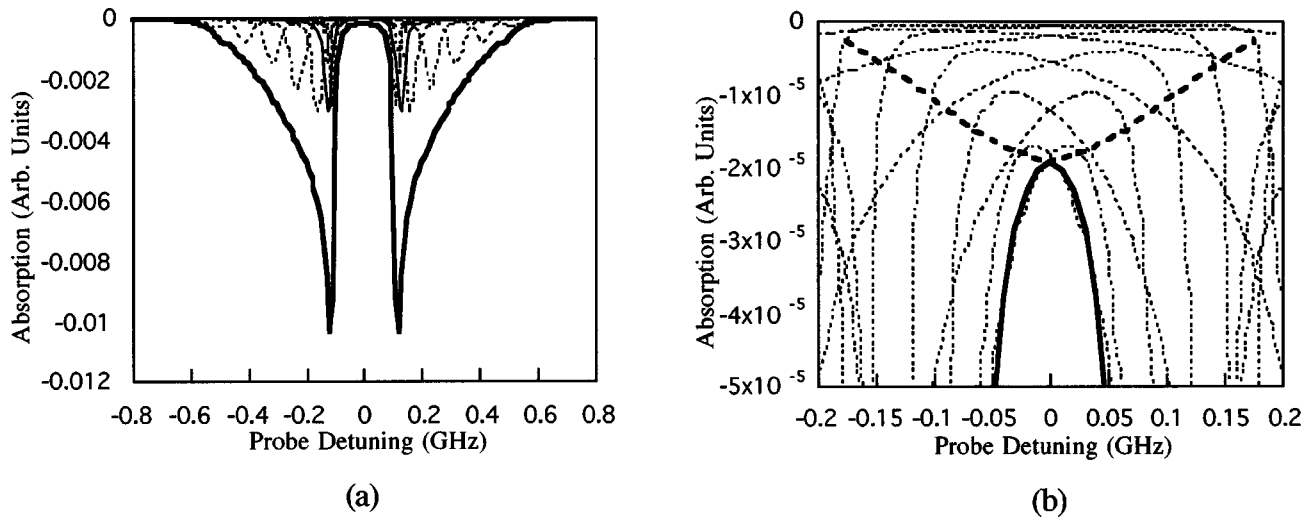 0
-0.002
-0.004
-0.006
-0.008
-0.01
-0.012
Absorption (Arb. Units)
-0.8 -0.6 -0.4 -0.2 0 0.2 0.4 0.6 0.8
Probe Detuning (GHz)
(a)
0
-1x10 -5
-2x10 -5
-3x10 -5
-4x10 -5
-5x10 -5
Absorption (Arb. Units)
-0.2 -0.15 -0.1 -0.05 0 0.05 0.1 0.15 0.2
Probe Detuning (GHz)
(b)